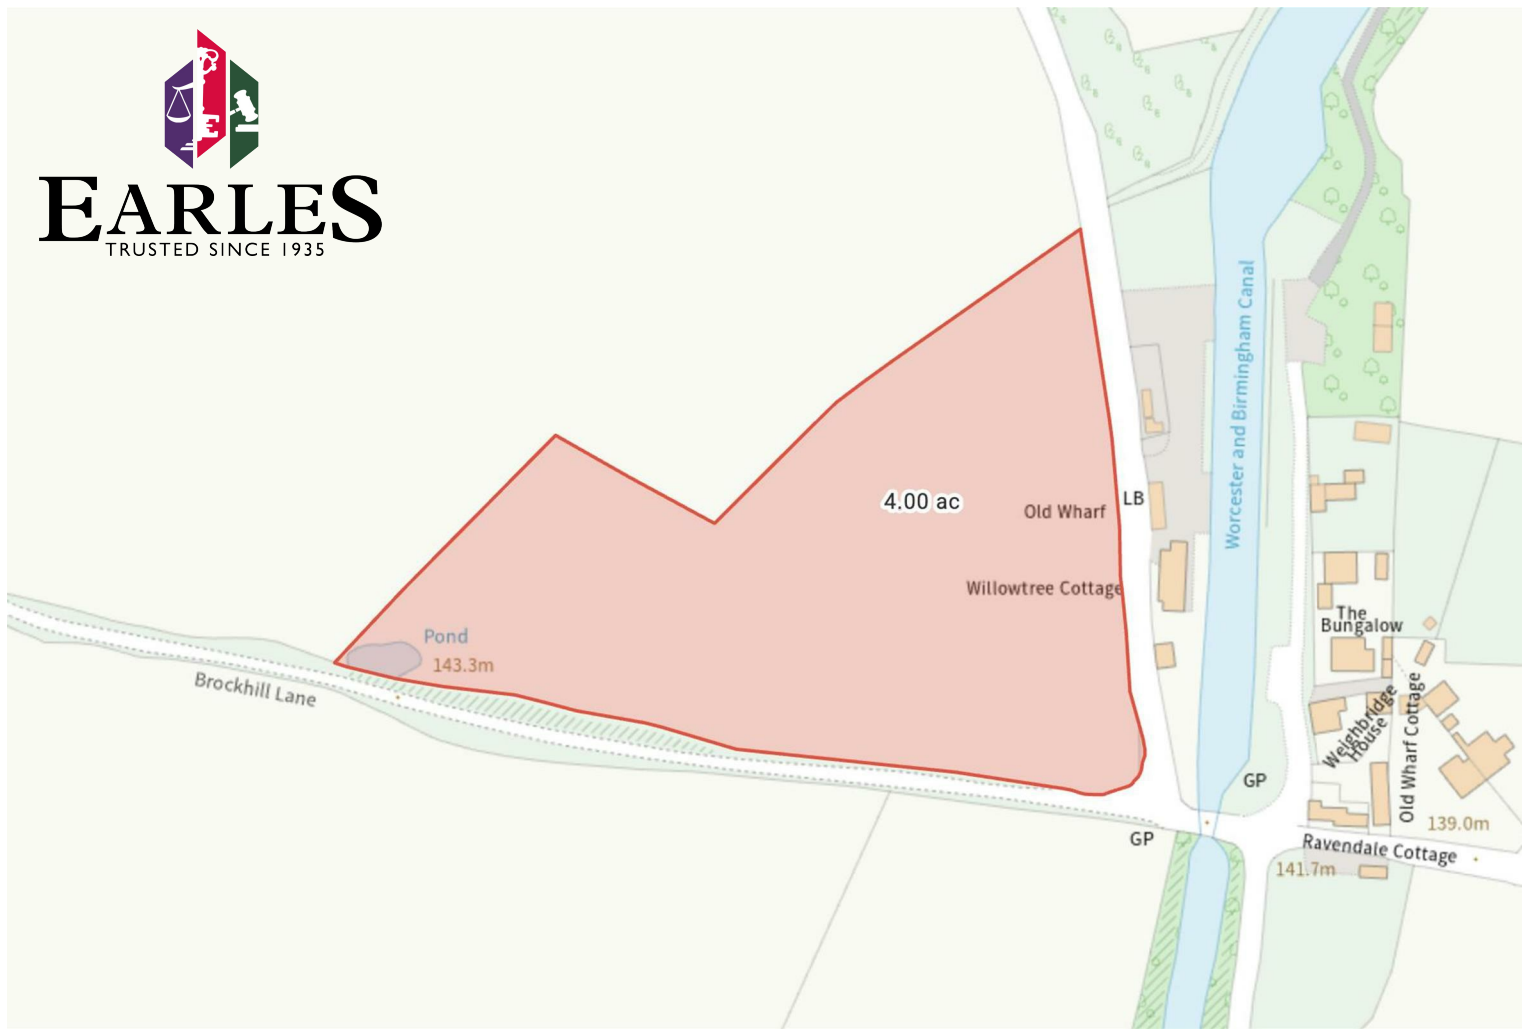 EARLES
TRUSTED SINCE 1935
Worcester and Birmingham Canal
4.00 ac
Old Wharf
LB
Willowtree Cottage
The
Bungalow
Pond
143.3m
Brockhill Lane
Weighbridge
House
Old Wharf Cottage
GP
139.0m
GP
Ravendale Cottage
141.7m